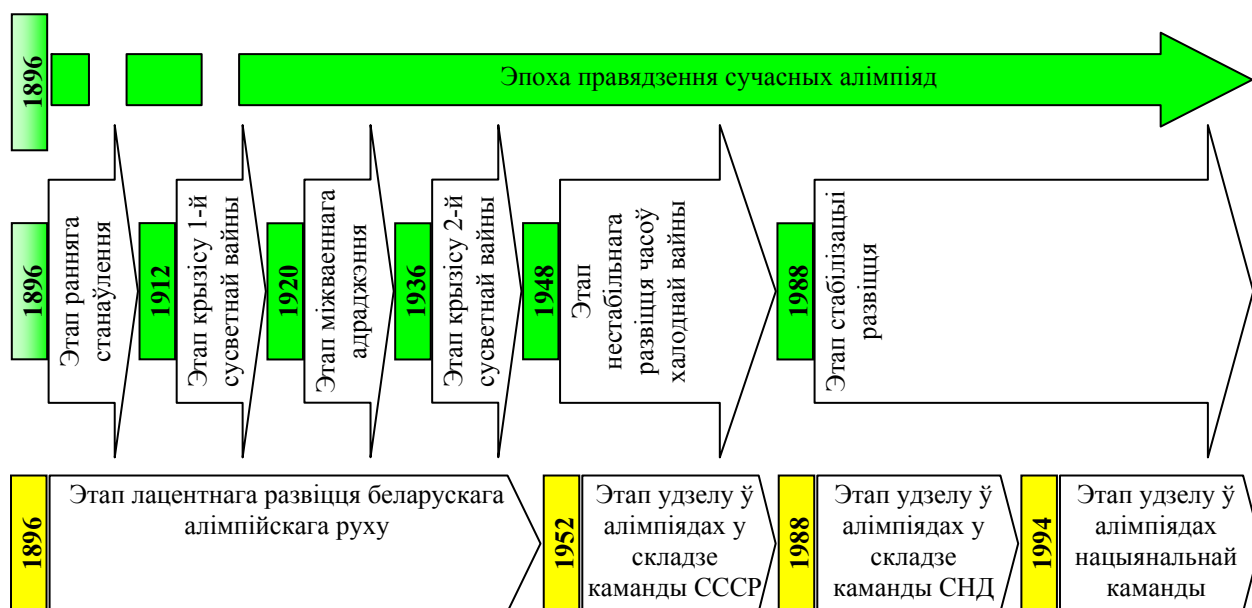 1896
Эпоха правядзення сучасных алімпіяд
1896
Этап ранняга
станаўлення
1912
Этап крызісу 1-й
сусветнай вайны
1920
Этап міжваеннага
адраджэння
1936
Этап крызісу 2-й
сусветнай вайны
1948
Этап
нестабільнага
развіцця часоў
халоднай вайны
1988
Этап стабілізацыі
развіцця
1896
Этап лацентнага развіцця беларускага
алімпійскага руху
1952
Этап удзелу ў
алімпіядах у
складзе
каманды СССР
1988
Этап удзелу ў
алімпіядах у
складзе
каманды СНД
1994
Этап удзелу ў
алімпіядах
нацыянальнай
каманды